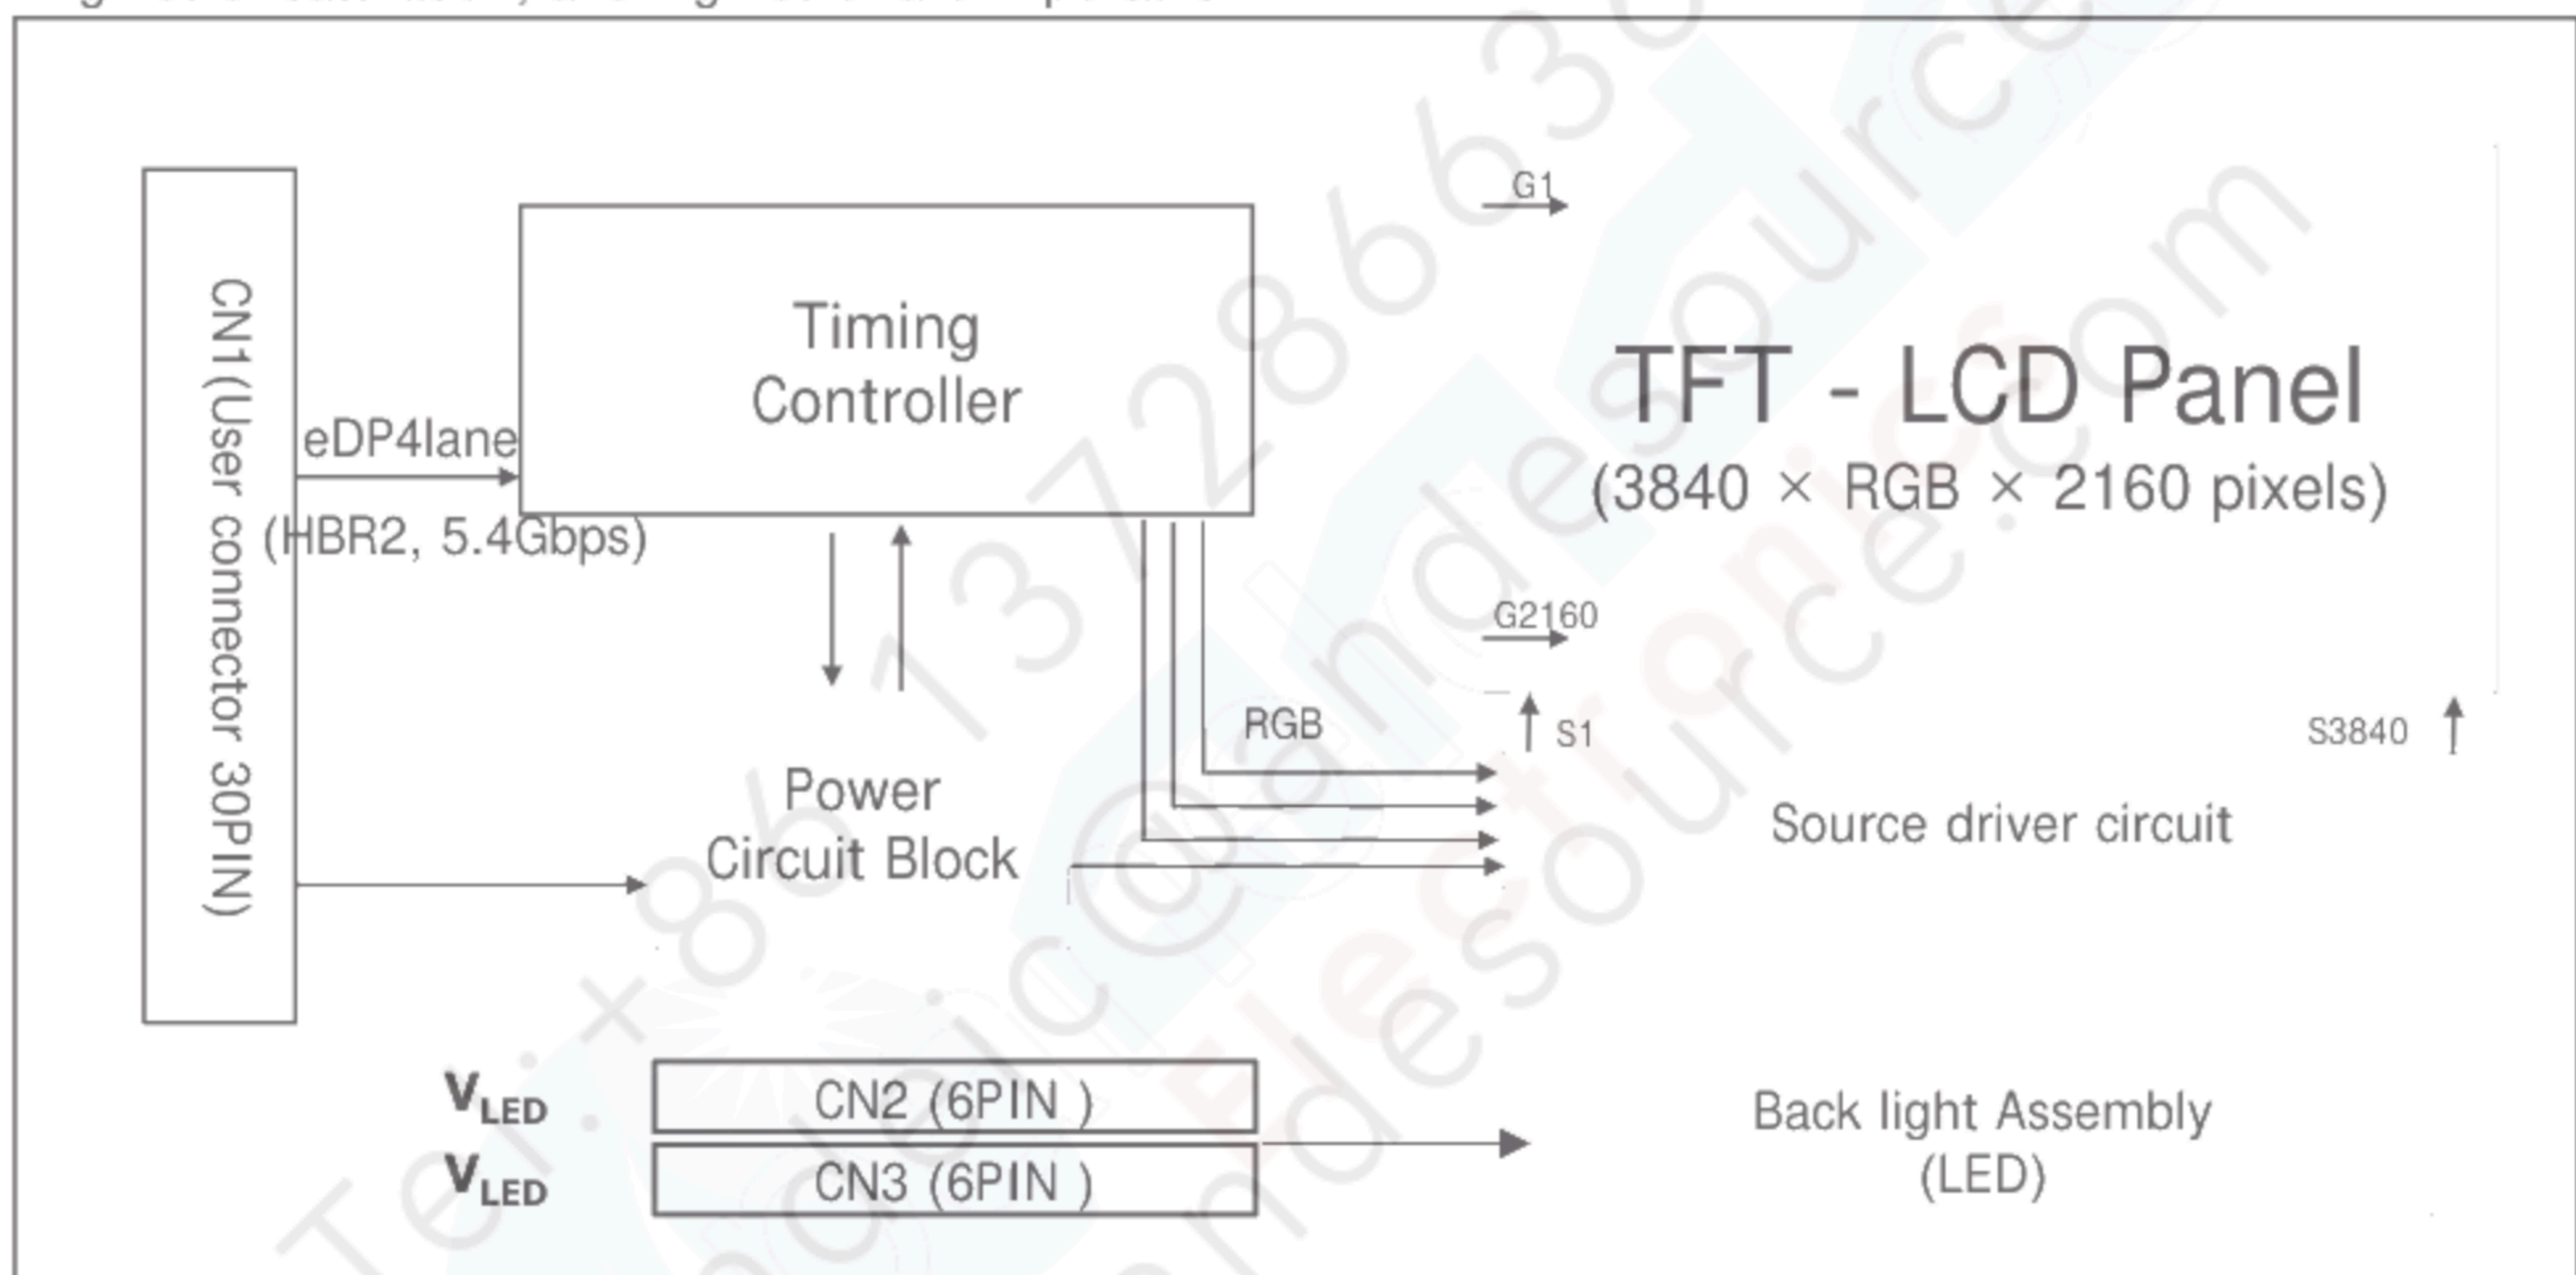 CN1(User connector 30PIN)
eDP4lane
(HBR2, 5.4Gbps)
Timing
Controller
G1
TFT - LCD Panel
(3840 × RGB × 2160 pixels)
G2160
RGB
S1
S3840
Power
Circuit Block
Source driver circuit
VLED
CN2 (6PIN )
VLED
CN3 (6PIN )
Back light Assembly
(LED)